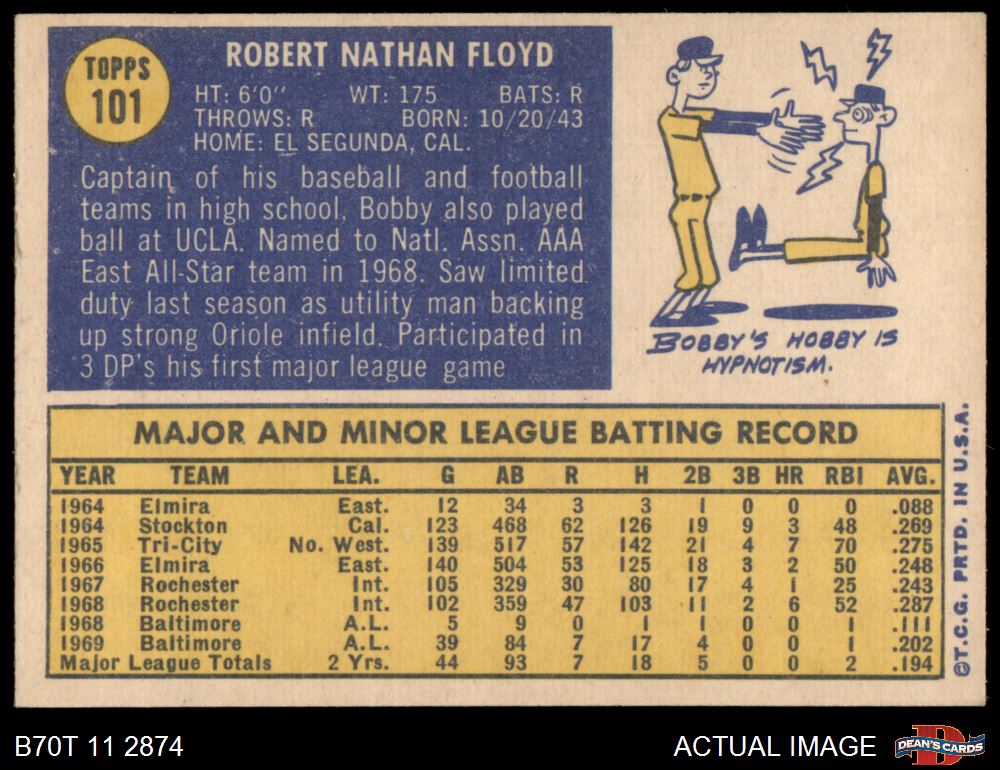 TOPPS
101
ROBERT NATHAN FLOYD
HT: 6'0" WT: 175 BATS: R
THROWS: R BORN: 10/20/43
HOME: EL SEGUNDA, CAL.
Captain of his baseball and football
teams in high school, Bobby also played
ball at UCLA. Named to Natl. Assn. AAA
East All-Star team in 1968. Saw limited
duty last season as utility man backing
up strong Oriole infield. Participated in
3 DP's his first major league game
BOBBY'S HOBBY IS
HYPNOTISM.
MAJOR AND MINOR LEAGUE BATTING RECORD
YEAR TEAM LEA. G AB R H 2B 3B HR RBI AVG.
1964 Elmira East. 12 34 3 3 1 0 0 0 .088
1964 Stockton Cal. 123 468 62 126 19 9 3 48 .269
1965 Tri-City No. West. 139 517 57 142 21 4 7 70 .275
1966 Elmira East. 140 504 53 125 18 3 2 50 .248
1967 Rochester Int. 105 329 30 80 17 4 1 25 .243
1968 Rochester Int. 102 359 47 103 11 2 6 52 .287
1968 Baltimore A.L. 5 9 0 1 1 0 0 1 .111
1969 Baltimore A.L. 39 84 7 17 4 0 0 1 .202
Major League Totals 2 Yrs. 44 93 7 18 5 0 0 2 .194
©T.C.G. PRTD. IN U.S.A.
B70T 11 2874
ACTUAL IMAGE
D
DEAN'S CARDS